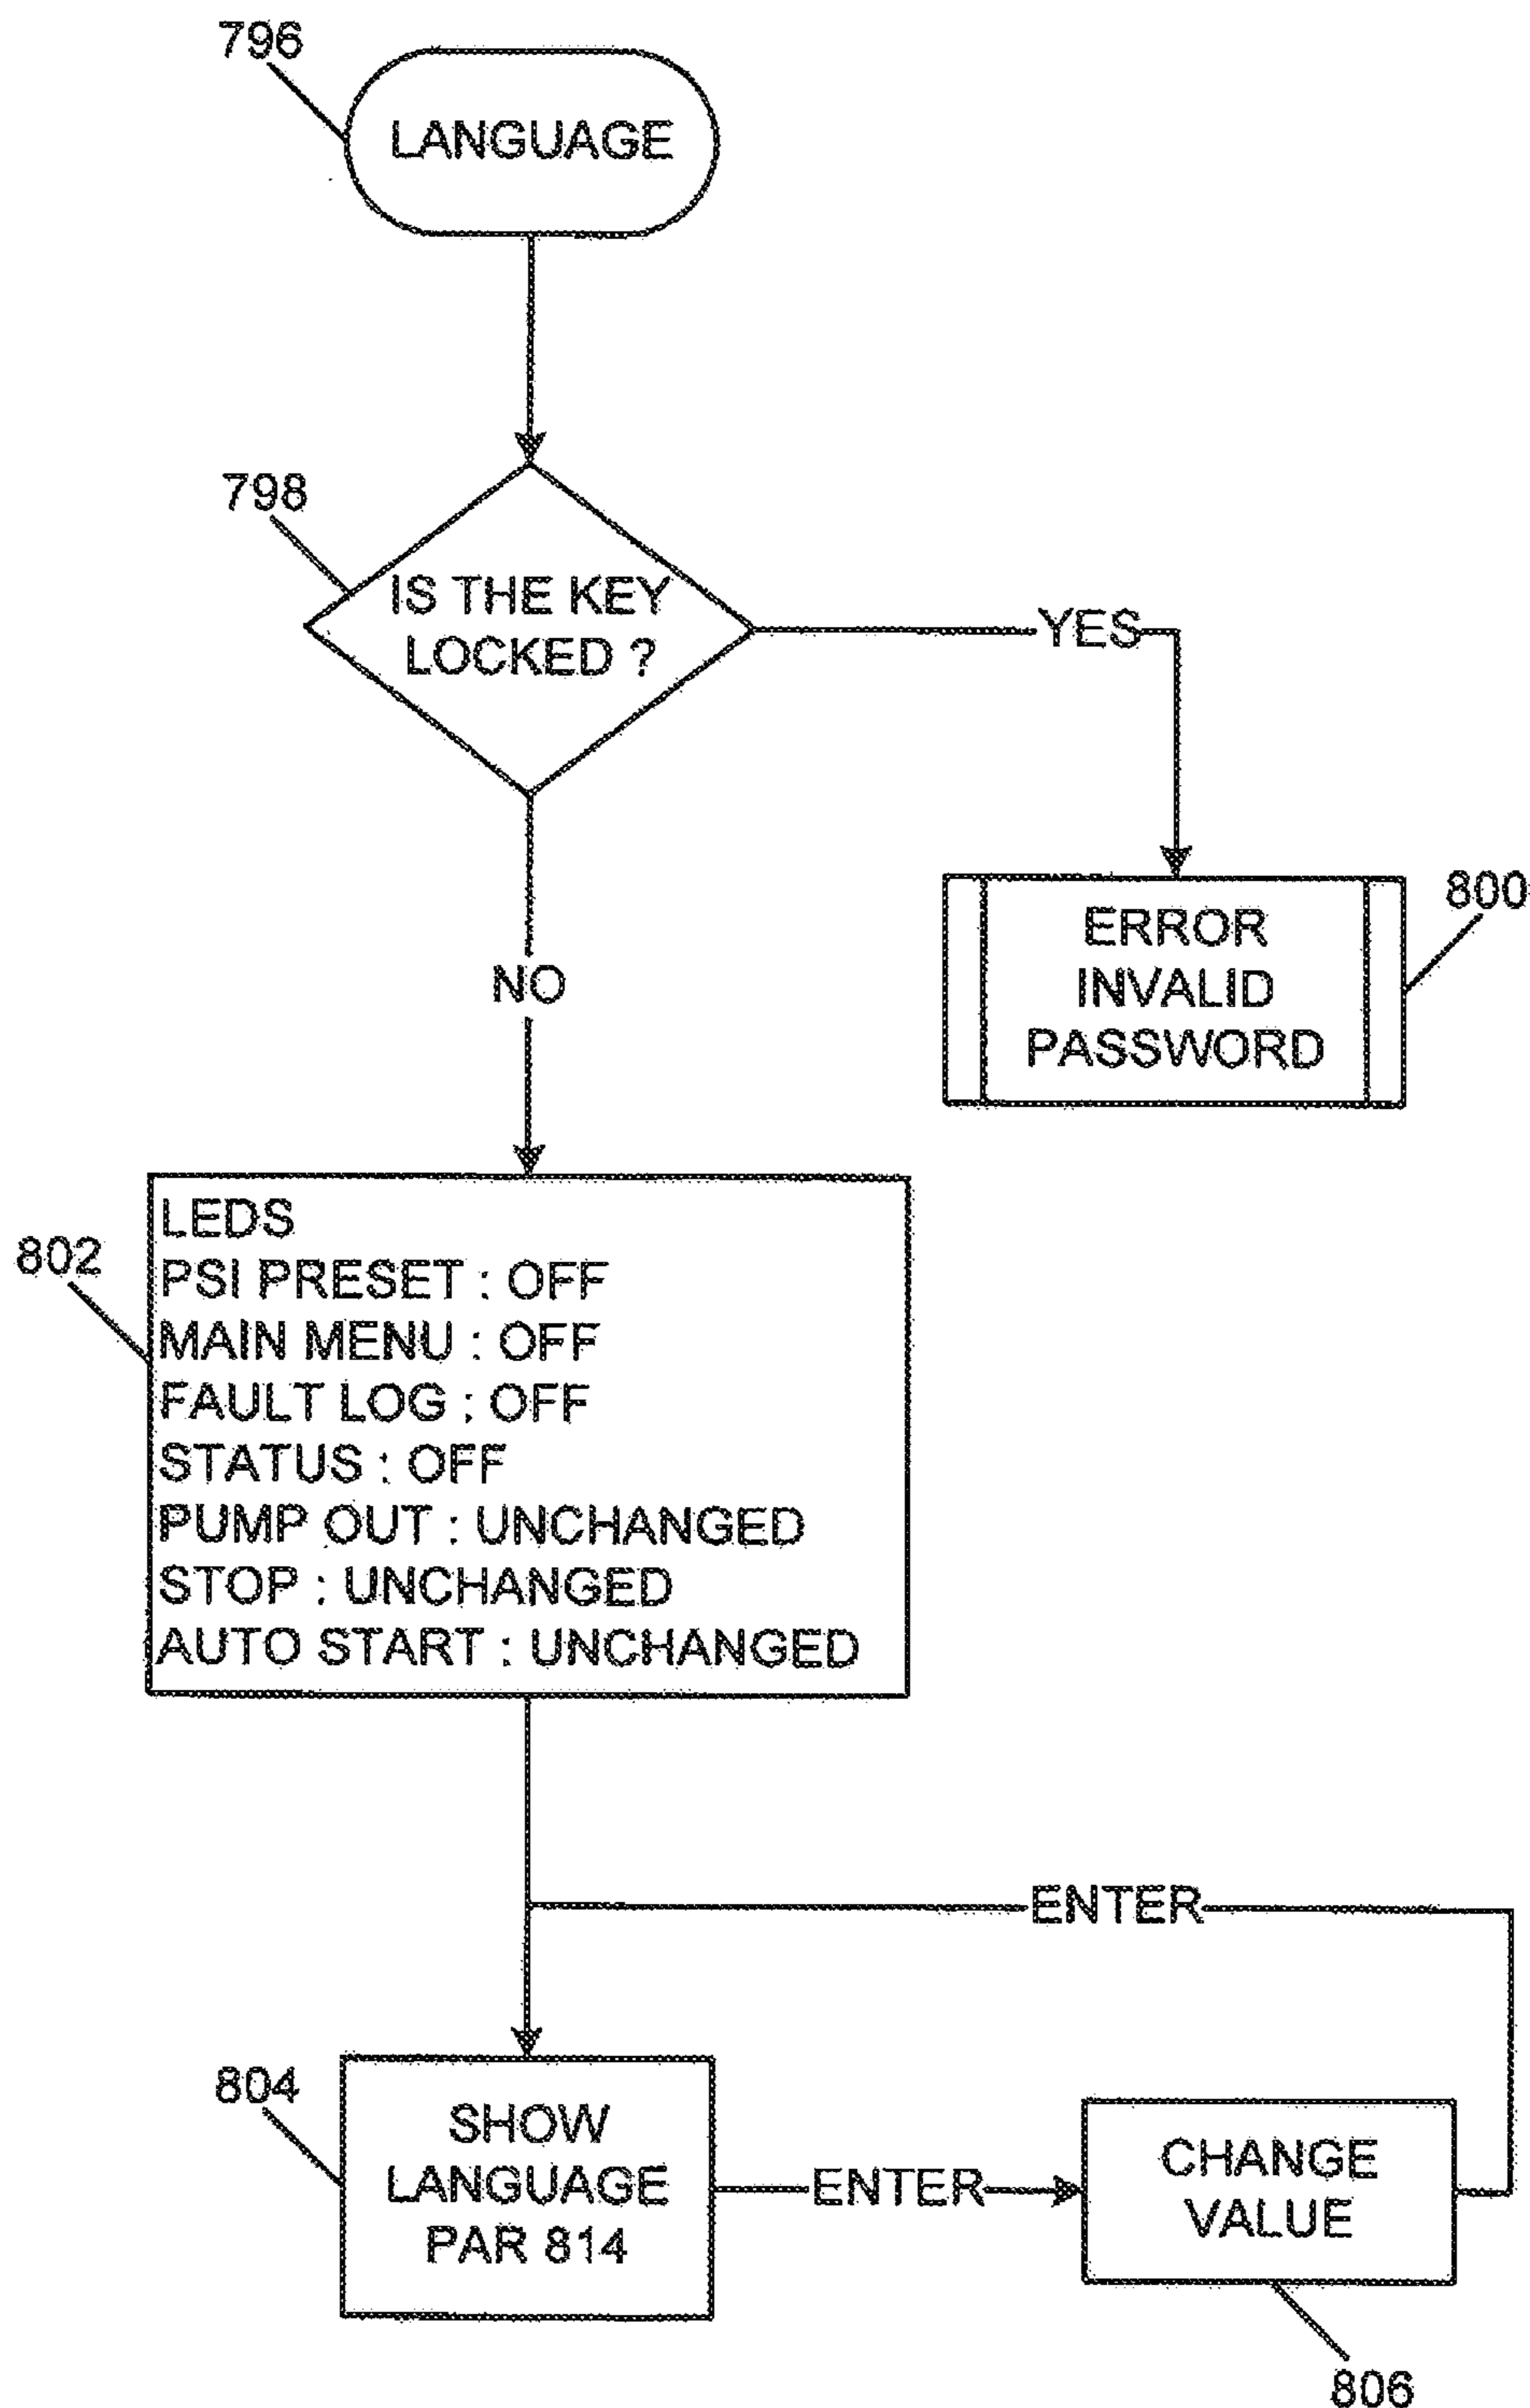 796
LANGUAGE
798
IS THE KEY
LOCKED ?
YES
800
ERROR
INVALID
PASSWORD
NO
802
LEDS
PSI PRESET : OFF
MAIN MENU : OFF
FAULT LOG : OFF
STATUS : OFF
PUMP OUT : UNCHANGED
STOP : UNCHANGED
AUTO START : UNCHANGED
ENTER
804
SHOW
LANGUAGE
PAR 814
ENTER
CHANGE
VALUE
806